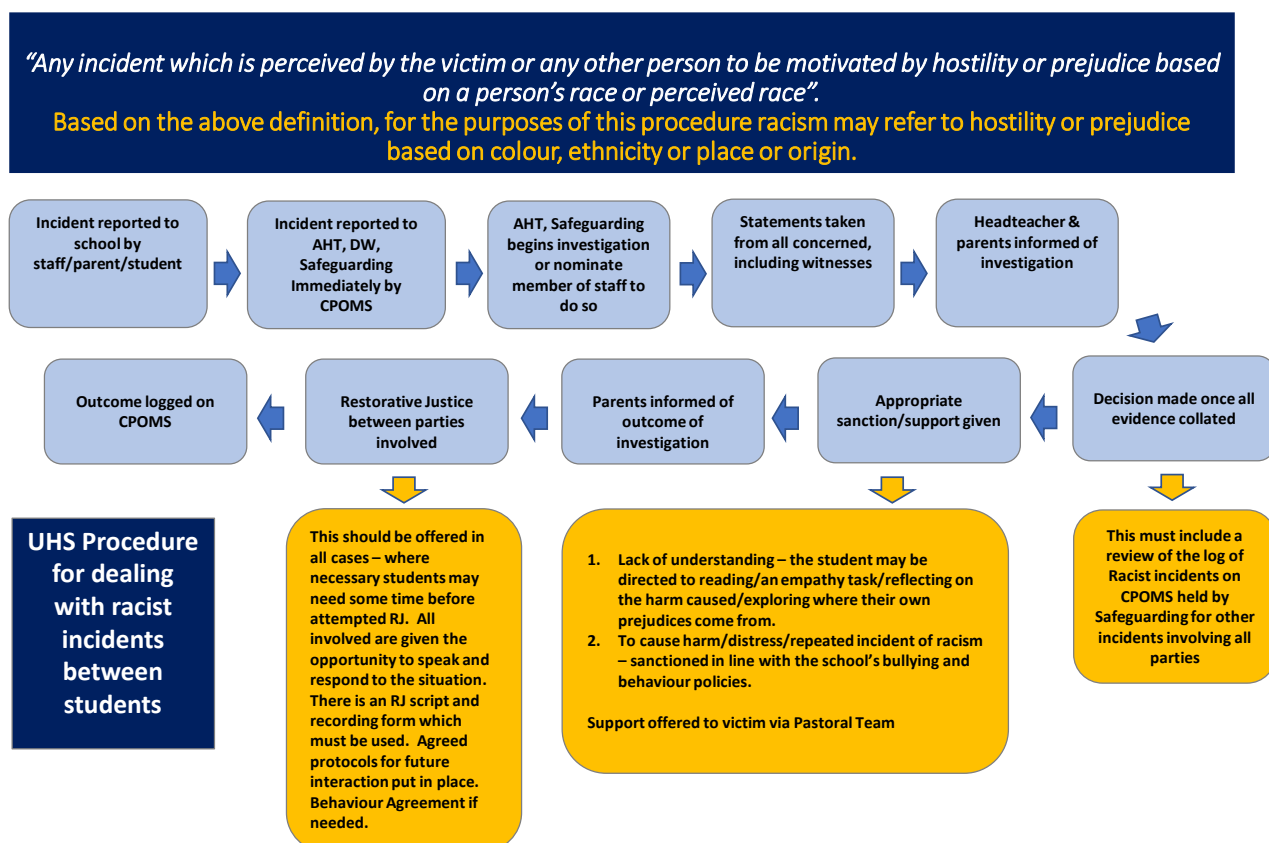 “Any incident which is perceived by the victim or any other person to be motivated by hostility or prejudice based
on a person’s race or perceived race”.
Based on the above definition, for the purposes of this procedure racism may refer to hostility or prejudice
based on colour, ethnicity or place or origin.
Incident reported to
school by
staff/parent/student
Incident reported to
AHT, DW,
Safeguarding
Immediately by
CPOMS
AHT, Safeguarding
begins investigation
or nominate
member of staff to
do so
Statements taken
from all concerned,
including witnesses
Headteacher &
parents informed of
investigation
Decision made once all
evidence collated
Appropriate
sanction/support given
Parents informed of
outcome of
investigation
Restorative Justice
between parties
involved
Outcome logged on
CPOMS
This must include a
review of the log of
Racist incidents on
CPOMS held by
Safeguarding for other
incidents involving all
parties
1. Lack of understanding – the student may be
directed to reading/an empathy task/reflecting on
the harm caused/exploring where their own
prejudices come from.
2. To cause harm/distress/repeated incident of racism
– sanctioned in line with the school’s bullying and
behaviour policies.
Support offered to victim via Pastoral Team
This should be offered in
all cases – where
necessary students may
need some time before
attempted RJ. All
involved are given the
opportunity to speak and
respond to the situation.
There is an RJ script and
recording form which
must be used. Agreed
protocols for future
interaction put in place.
Behaviour Agreement if
needed.
UHS Procedure
for dealing
with racist
incidents
between
students